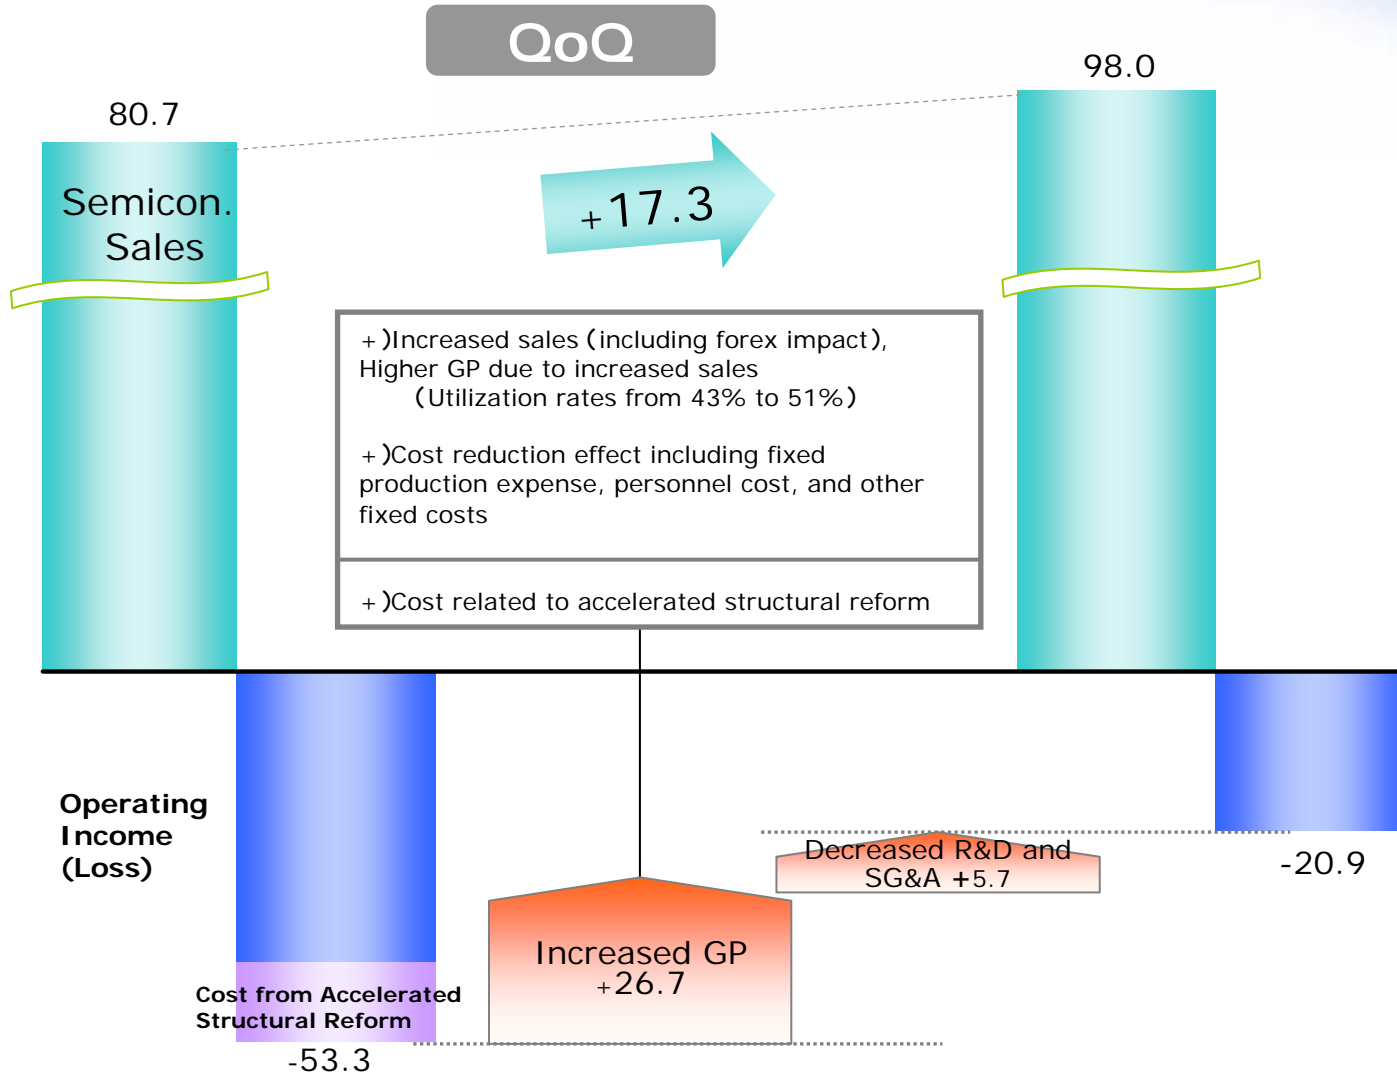 QoQ
80.7
98.0
Semicon.
Sales
+17.3
+)Increased sales (including forex impact),
Higher GP due to increased sales
(Utilization rates from 43% to 51%)
+)Cost reduction effect including fixed
production expense, personnel cost, and other
fixed costs
+)Cost related to accelerated structural reform
Operating
Income
(Loss)
Decreased R&D and
SG&A +5.7
-20.9
Increased GP
+26.7
Cost from Accelerated
Structural Reform
-53.3